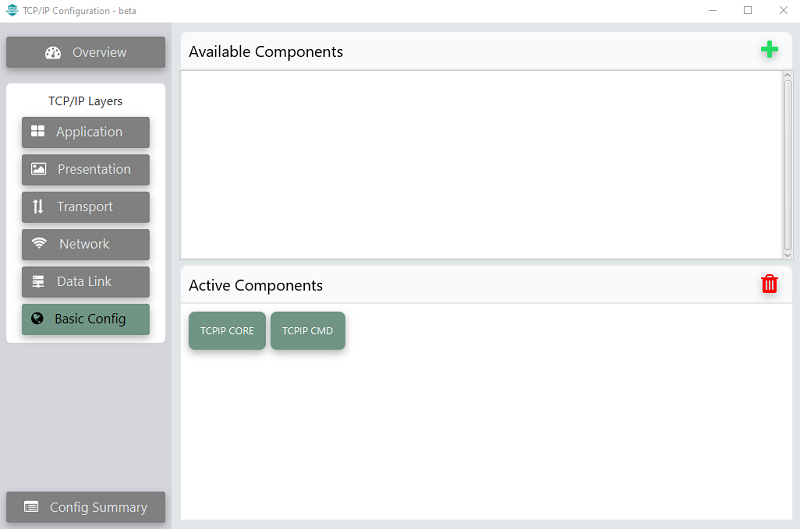 TCP/IP Configuration - beta
Overview
TCP/IP Layers
Application
Presentation
Transport
Network
Data Link
Basic Config
Config Summary
Available Components
Active Components
TCPIP CORE
TCPIP CMD